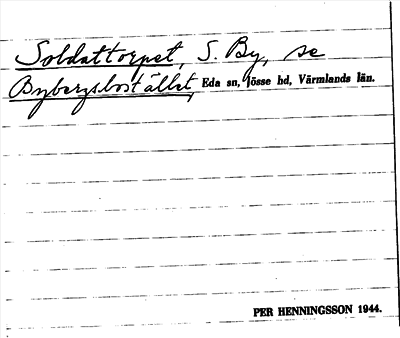 Soldattorpet, S. By, se
Bybergsbostället, Eda sn, Jösse hd, Värmlands län.
PER HENNINGSSON 1944.